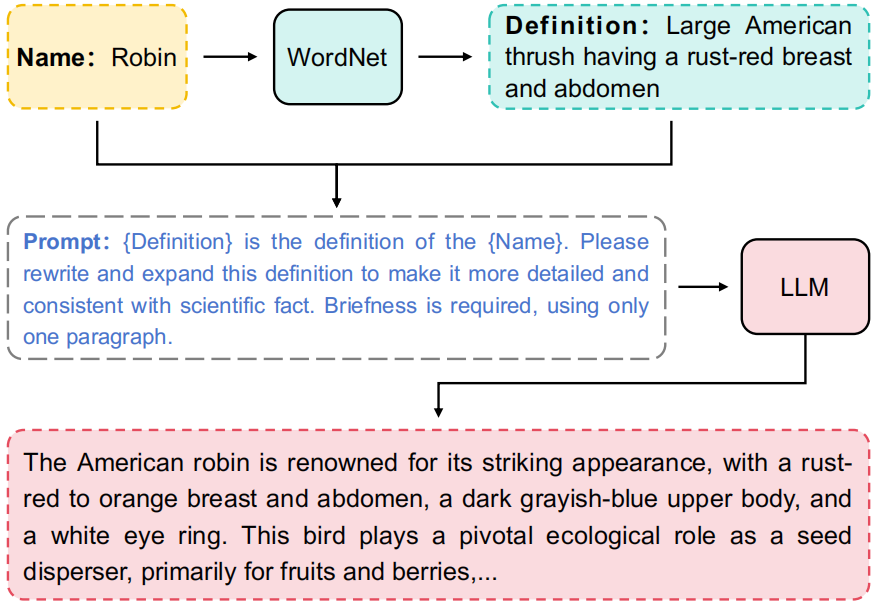 Name: Robin
WordNet
Definition: Large American
thrush having a rust-red breast
and abdomen
Prompt: {Definition} is the definition of the {Name}. Please
rewrite and expand this definition to make it more detailed and
consistent with scientific fact. Briefness is required, using only
one paragraph.
LLM
The American robin is renowned for its striking appearance, with a rust-
red to orange breast and abdomen, a dark grayish-blue upper body, and
a white eye ring. This bird plays a pivotal ecological role as a seed
disperser, primarily for fruits and berries,...